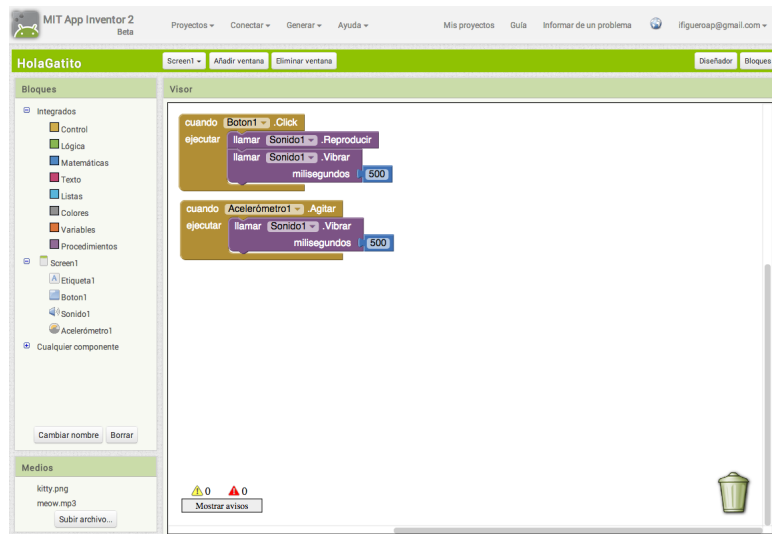 MIT App Inventor 2
Beta
Proyectos Conectar Generar Ayuda Mis proyectos Guía Informar de un problema ifigueroap@gmail.com
HolaGatito Screen1 Añadir ventana Eliminar ventana Diseñador Bloques
Bloques
Integrados
Control
Lógica
Matemáticas
Texto
Listas
Colores
Variables
Procedimientos
Screen1
Etiqueta1
Boton1
Sonido1
Acelerómetro1
Cualquier componente
Cambiar nombre Borrar
Medios
kitty.png
meow.mp3
Subir archivo...
Visor
cuando Boton1 .Click
ejecutar llamar Sonido1 .Reproducir
llamar Sonido1 .Vibrar
milisegundos 500
cuando Acelerómetro1 .Agitar
ejecutar llamar Sonido1 .Vibrar
milisegundos 500
0 0
Mostrar avisos